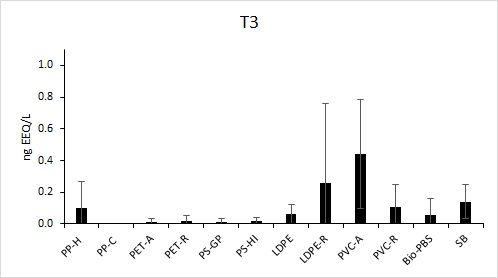 T3
ng EEQ/L
1.0
0.8
0.6
0.4
0.2
0.0
PP-H
PP-C
PET-A
PET-R
PS-GP
PS-HI
LDPE
LDPE-R
PVC-A
PVC-R
Bio-PBS
SB